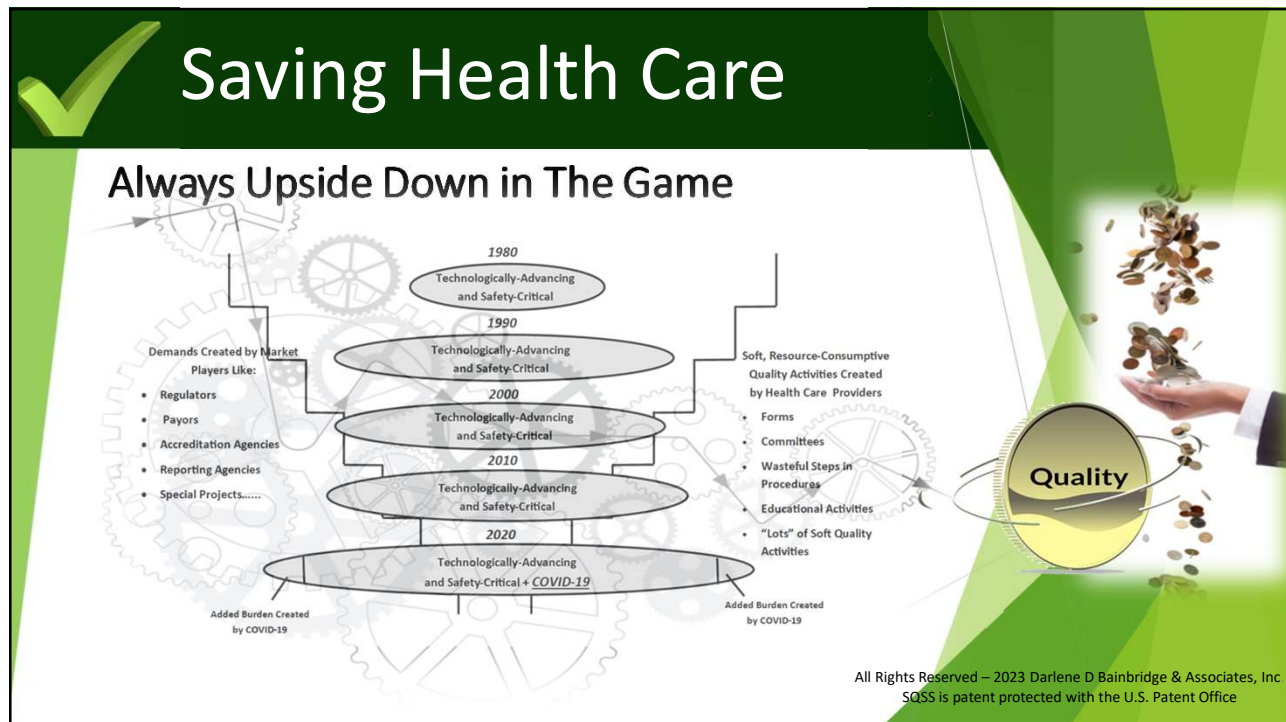 Saving Health Care
Always Upside Down in The Game
1980
Technologically-Advancing
and Safety-Critical
1990
Technologically-Advancing
and Safety-Critical
2000
Technologically-Advancing
and Safety-Critical
2010
Technologically-Advancing
and Safety-Critical
2020
Technologically-Advancing
and Safety-Critical + COVID-19
Demands Created by Market
Players Like:
• Regulators
• Payors
• Accreditation Agencies
• Reporting Agencies
• Special Projects......
Soft, Resource-Consumptive
Quality Activities Created
by Health Care Providers
• Forms
• Committees
• Wasteful Steps in
Procedures
• Educational Activities
• "Lots" of Soft Quality
Activities
Added Burden Created
by COVID-19
Added Burden Created
by COVID-19
Quality
All Rights Reserved – 2023 Darlene D Bainbridge & Associates, Inc
SQSS is patent protected with the U.S. Patent Office